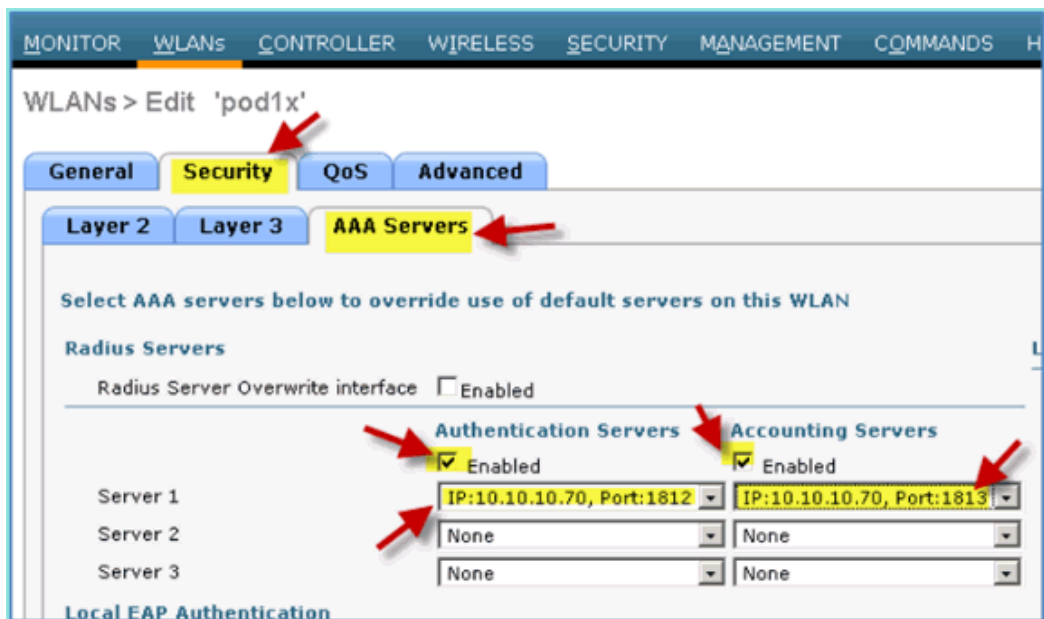 MONITOR WLANs CONTROLLER WIRELESS SECURITY MANAGEMENT COMMANDS H
WLANs > Edit 'pod1x'
General Security QoS Advanced
Layer 2 Layer 3 AAA Servers
Select AAA servers below to override use of default servers on this WLAN
Radius Servers L
Radius Server Overwrite interface Enabled
Authentication Servers Accounting Servers
Enabled Enabled
Server 1 IP:10.10.10.70, Port:1812 IP:10.10.10.70, Port:1813
Server 2 None None
Server 3 None None
Local EAP Authentication